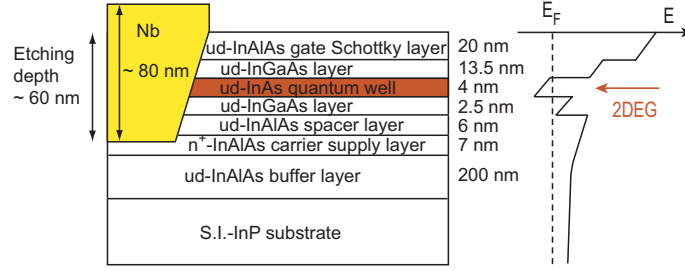 Nb
~ 80 nm
Etching
depth
~ 60 nm
ud-InAlAs gate Schottky layer 20 nm
ud-InGaAs layer 13.5 nm
ud-InAs quantum well 4 nm
ud-InGaAs layer 2.5 nm
ud-InAlAs spacer layer 6 nm
n⁺-InAlAs carrier supply layer 7 nm
ud-InAlAs buffer layer 200 nm
S.I.-InP substrate
E_F
E
2DEG